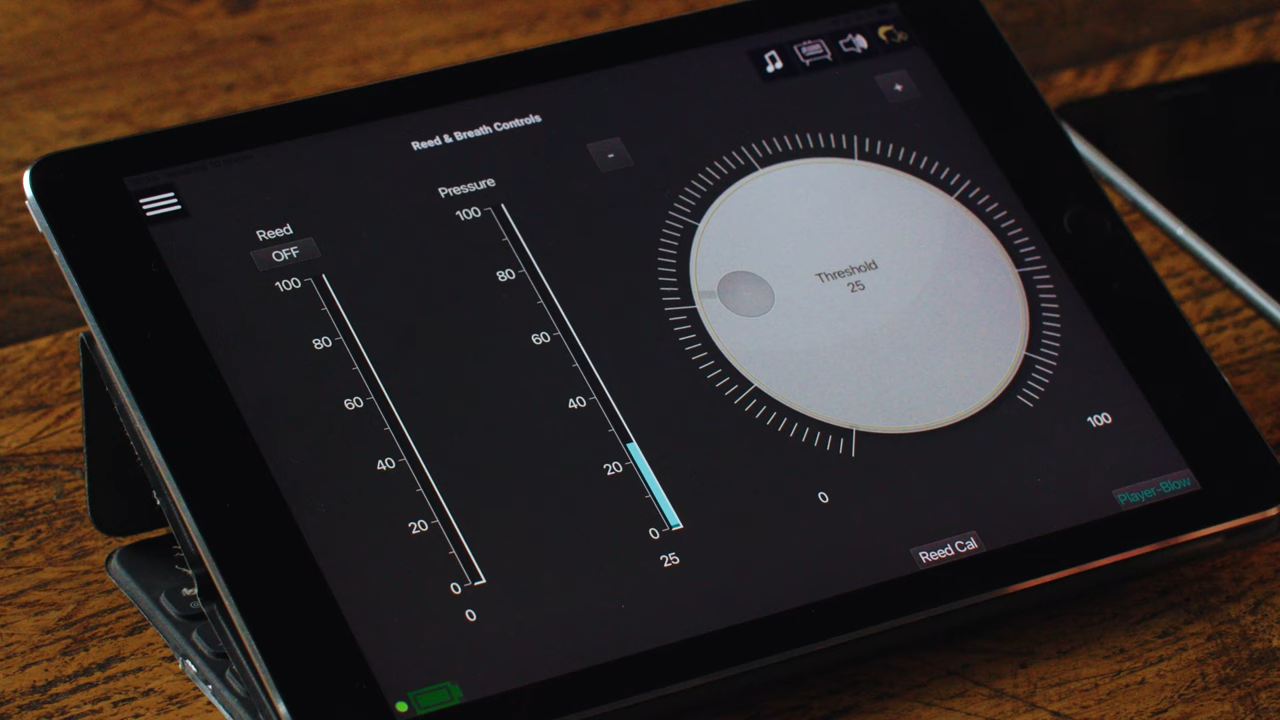 Reed & Breath Controls
+
-
Pressure
Reed
OFF
100
80
60
40
20
0
0
100
80
60
40
20
0
25
Threshold
25
0
100
Reed Cal
Player-Blow